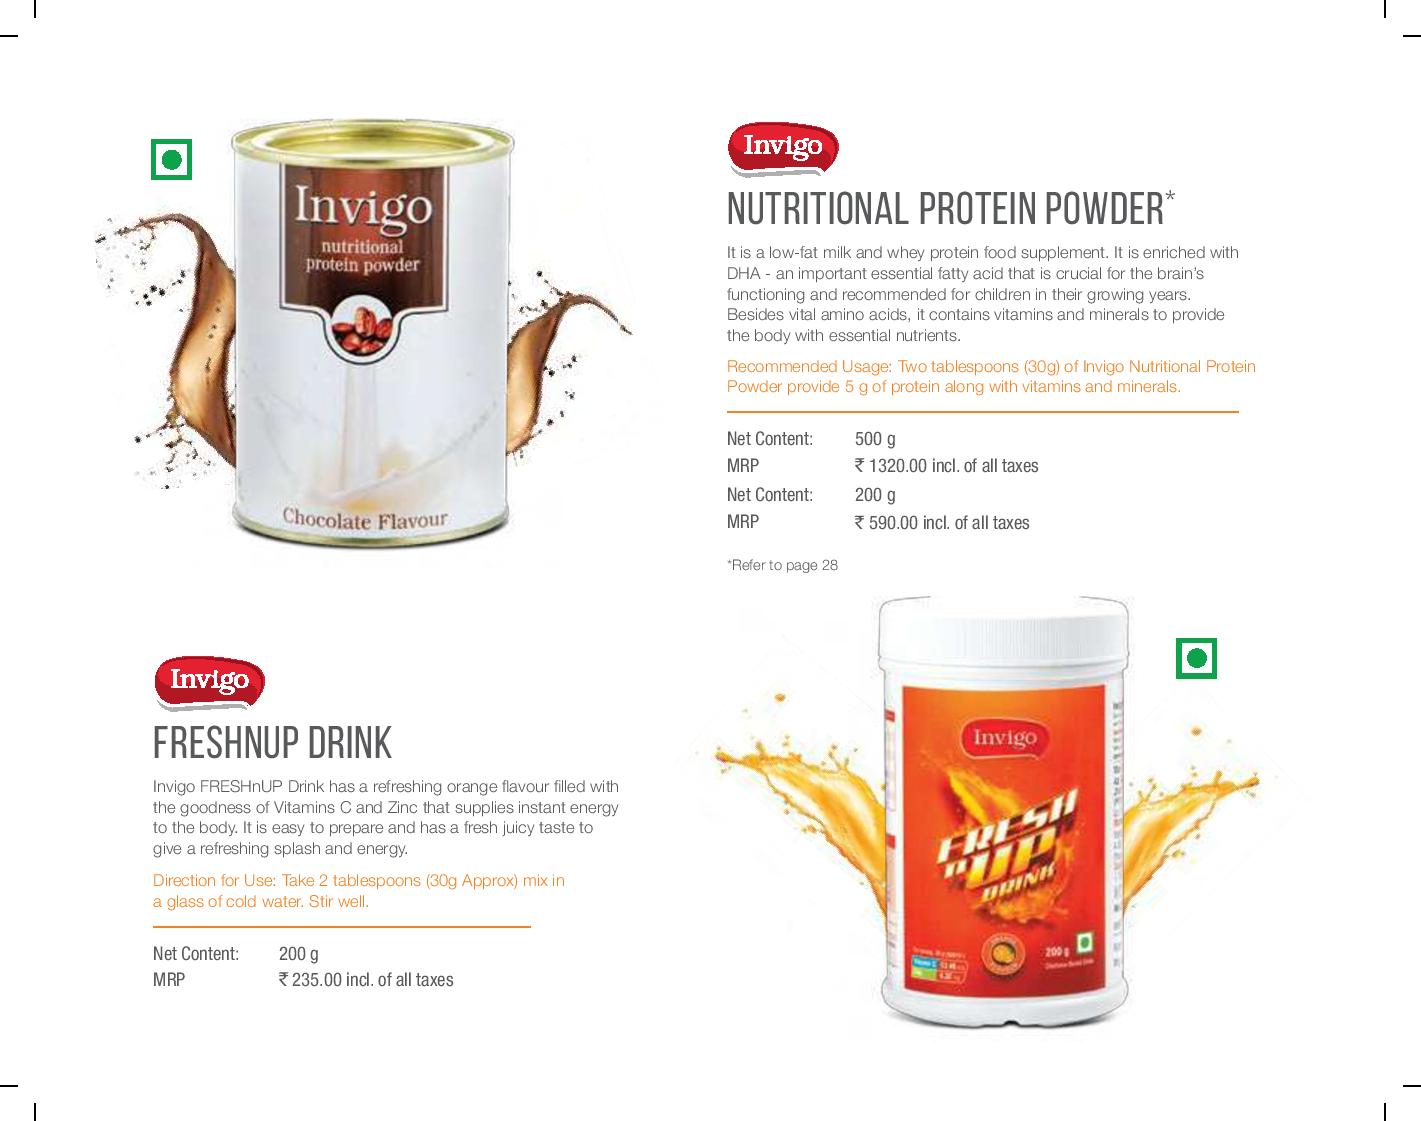 Invigo
nutritional
protein powder
Chocolate Flavour
Invigo
NUTRITIONAL PROTEIN POWDER*
It is a low-fat milk and whey protein food supplement. It is enriched with
DHA - an important essential fatty acid that is crucial for the brain's
functioning and recommended for children in their growing years.
Besides vital amino acids, it contains vitamins and minerals to provide
the body with essential nutrients.
Recommended Usage: Two tablespoons (30g) of Invigo Nutritional Protein
Powder provide 5 g of protein along with vitamins and minerals.
Net Content: 500 g
MRP ₹ 1320.00 incl. of all taxes
Net Content: 200 g
MRP ₹ 590.00 incl. of all taxes
*Refer to page 28
Invigo
FRESHNUP DRINK
Invigo FRESHnUP Drink has a refreshing orange flavour filled with
the goodness of Vitamins C and Zinc that supplies instant energy
to the body. It is easy to prepare and has a fresh juicy taste to
give a refreshing splash and energy.
Direction for Use: Take 2 tablespoons (30g Approx) mix in
a glass of cold water. Stir well.
Net Content: 200 g
MRP ₹ 235.00 incl. of all taxes
Invigo
FRESH
n'UP
DRINK
200 g